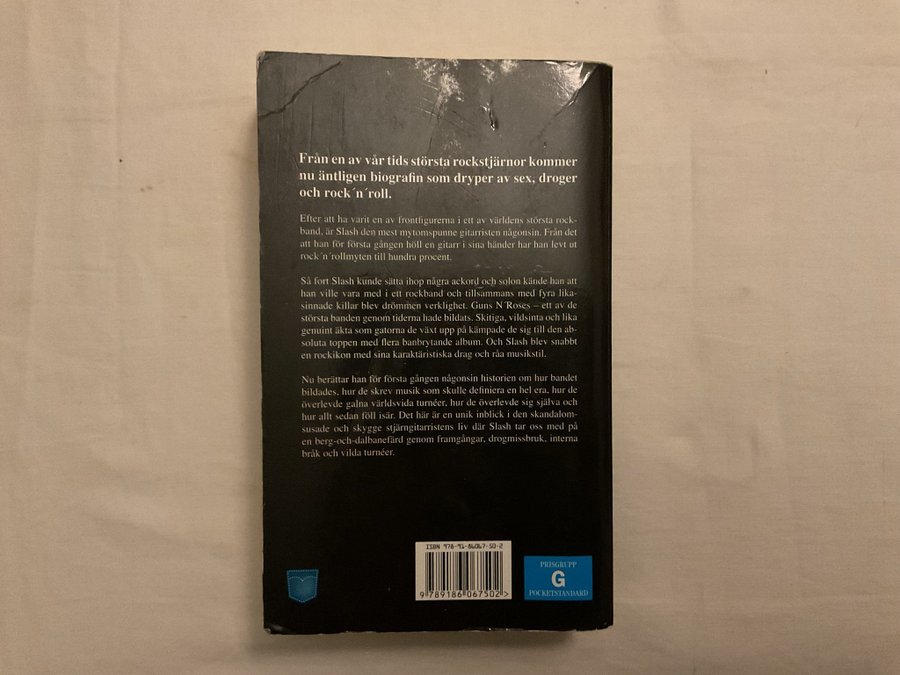 Från en av vår tids största rockstjärnor kommer
nu äntligen biografin som dryper av sex, droger
och rock´n´roll.
Efter att ha varit en av frontfigurerna i ett av världens största rock-
band, är Slash den mest mytomspunne gitarristen någonsin. Från det
att han för första gången höll en gitarr i sina händer har han levt ut
rock´n´rollmyten till hundra procent.
Så fort Slash kunde sätta ihop några ackord och solon kände han att
han ville vara med i ett rockband och tillsammans med fyra lika-
sinnade killar blev drömmen verklighet. Guns N´Roses – ett av de
största banden genom tiderna hade bildats. Skitiga, vildsinta och lika
genuint äkta som gatorna de växt upp på kämpade de sig till den ab-
soluta toppen med flera banbrytande album. Och Slash blev snabbt
en rockikon med sina karaktäristiska drag och råa musikstil.
Nu berättar han för första gången någonsin historien om hur bandet
bildades, hur de skrev musik som skulle definiera en hel era, hur de
överlevde galna världsvida turnéer, hur de överlevde sig själva och
hur allt sedan föll isär. Det här är en unik inblick i den skandalom-
susade och skygge stjärngitarristens liv där Slash tar oss med på
en berg-och-dalbanefärd genom framgångar, drogmissbruk, interna
bråk och vilda turnéer.
ISBN 978-91-86067-50-2
9 789186 067502 >
PRISGRUPP
G
POCKETSTANDARD